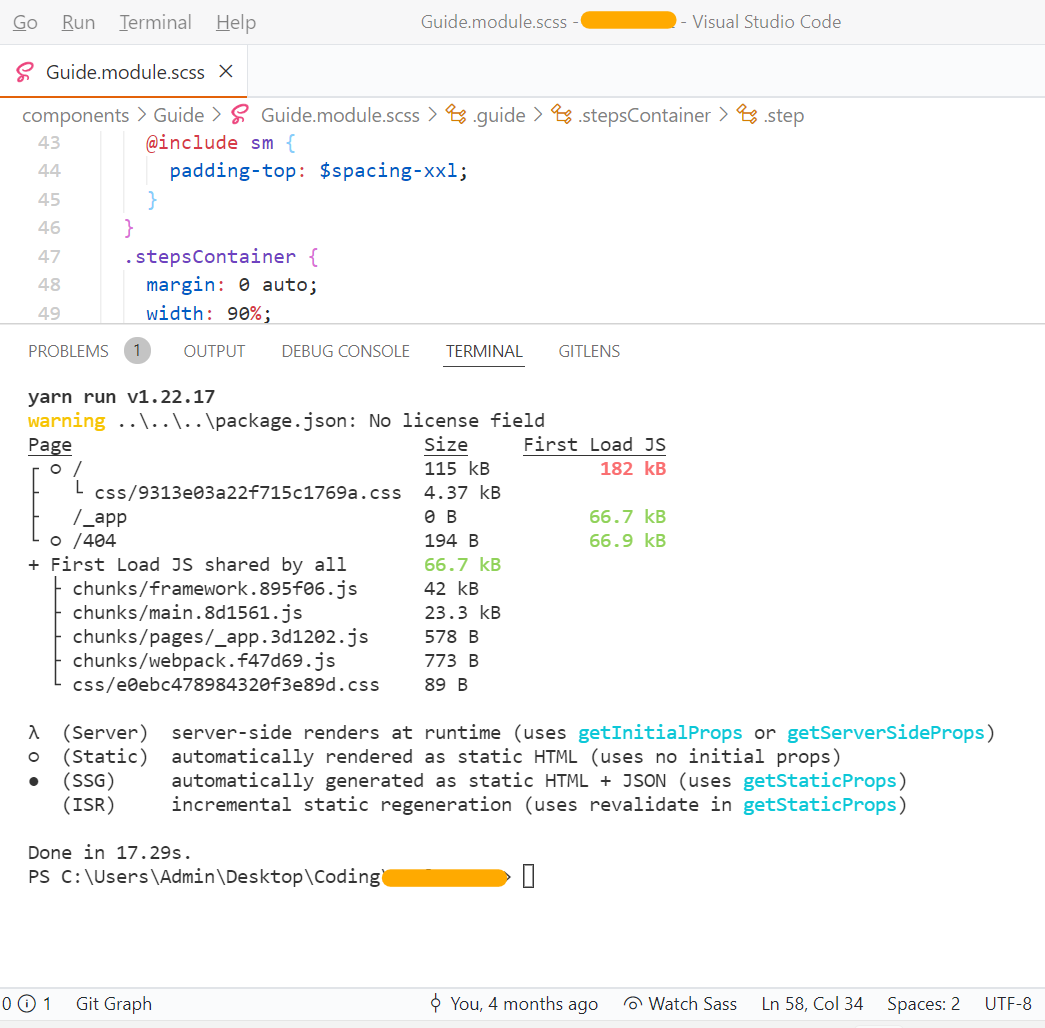 Go Run Terminal Help Guide.module.scss - - Visual Studio Code
Guide.module.scss
components > Guide > Guide.module.scss > .guide > .stepsContainer > .step
43 @include sm {
44 padding-top: $spacing-xxl;
45 }
46 }
47 .stepsContainer {
48 margin: 0 auto;
49 width: 90%;
PROBLEMS 1 OUTPUT DEBUG CONSOLE TERMINAL GITLENS
yarn run v1.22.17
warning ..\..\..\package.json: No license field
Page Size First Load JS
┌ ○ / 115 kB 182 kB
├   └ css/9313e03a22f715c1769a.css 4.37 kB
├   /_app 0 B 66.7 kB
└ ○ /404 194 B 66.9 kB
+ First Load JS shared by all 66.7 kB
├ chunks/framework.895f06.js 42 kB
├ chunks/main.8d1561.js 23.3 kB
├ chunks/pages/_app.3d1202.js 578 B
├ chunks/webpack.f47d69.js 773 B
└ css/e0ebc478984320f3e89d.css 89 B
λ (Server) server-side renders at runtime (uses getInitialProps or getServerSideProps)
○ (Static) automatically rendered as static HTML (uses no initial props)
● (SSG) automatically generated as static HTML + JSON (uses getStaticProps)
(ISR) incremental static regeneration (uses revalidate in getStaticProps)
Done in 17.29s.
PS C:\Users\Admin\Desktop\Coding\ >
0 1 Git Graph You, 4 months ago Watch Sass Ln 58, Col 34 Spaces: 2 UTF-8